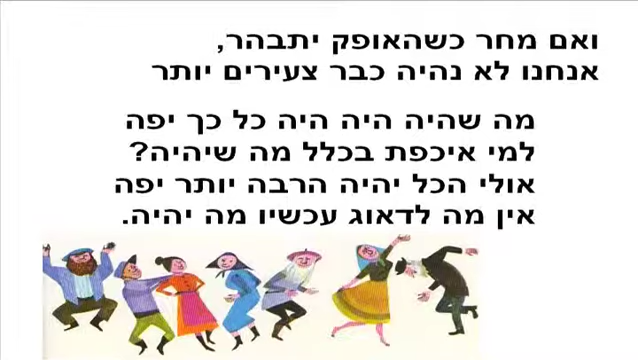 ואם מחר כשהאופק יתבהר,
אנחנו לא נהיה כבר צעירים יותר
מה שהיה היה היה כל כך יפה
למי איכפת בכלל מה שיהיה?
אולי הכל יהיה הרבה יותר יפה
אין מה לדאוג עכשיו מה יהיה.